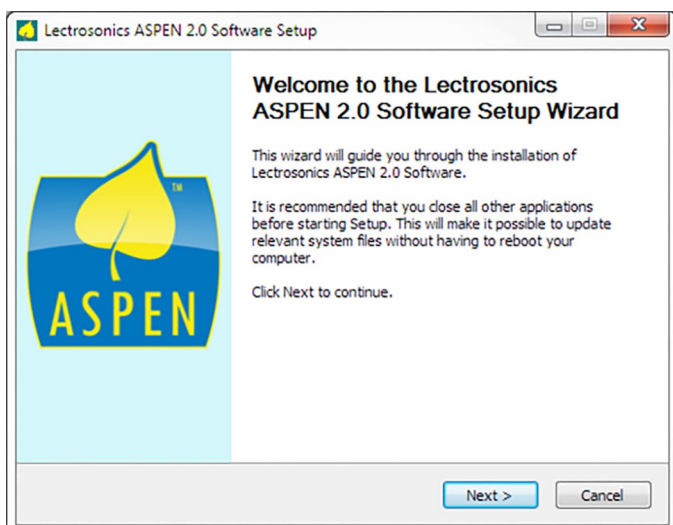 Lectrosonics ASPEN 2.0 Software Setup
Welcome to the Lectrosonics
ASPEN 2.0 Software Setup Wizard
This wizard will guide you through the installation of
Lectrosonics ASPEN 2.0 Software.
It is recommended that you close all other applications
before starting Setup. This will make it possible to update
relevant system files without having to reboot your
computer.
Click Next to continue.
TM
ASPEN
Next >
Cancel